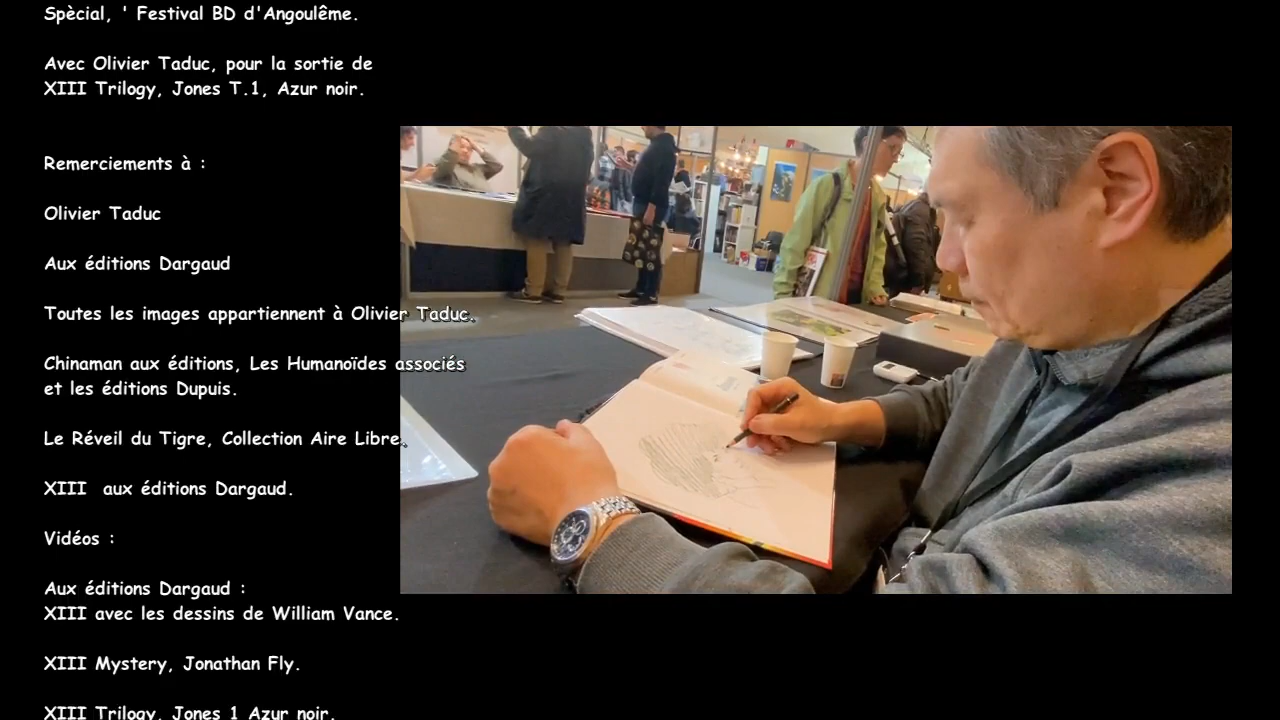 Spècial, ' Festival BD d'Angoulême.
Avec Olivier Taduc, pour la sortie de
XIII Trilogy, Jones T.1, Azur noir.
Remerciements à :
Olivier Taduc
Aux éditions Dargaud
Toutes les images appartiennent à Olivier Taduc.
Chinaman aux éditions, Les Humanoïdes associés
et les éditions Dupuis.
Le Réveil du Tigre, Collection Aire Libre.
XIII  aux éditions Dargaud.
Vidéos :
Aux éditions Dargaud :
XIII avec les dessins de William Vance.
XIII Mystery, Jonathan Fly.
XIII Trilogy, Jones 1 Azur noir.